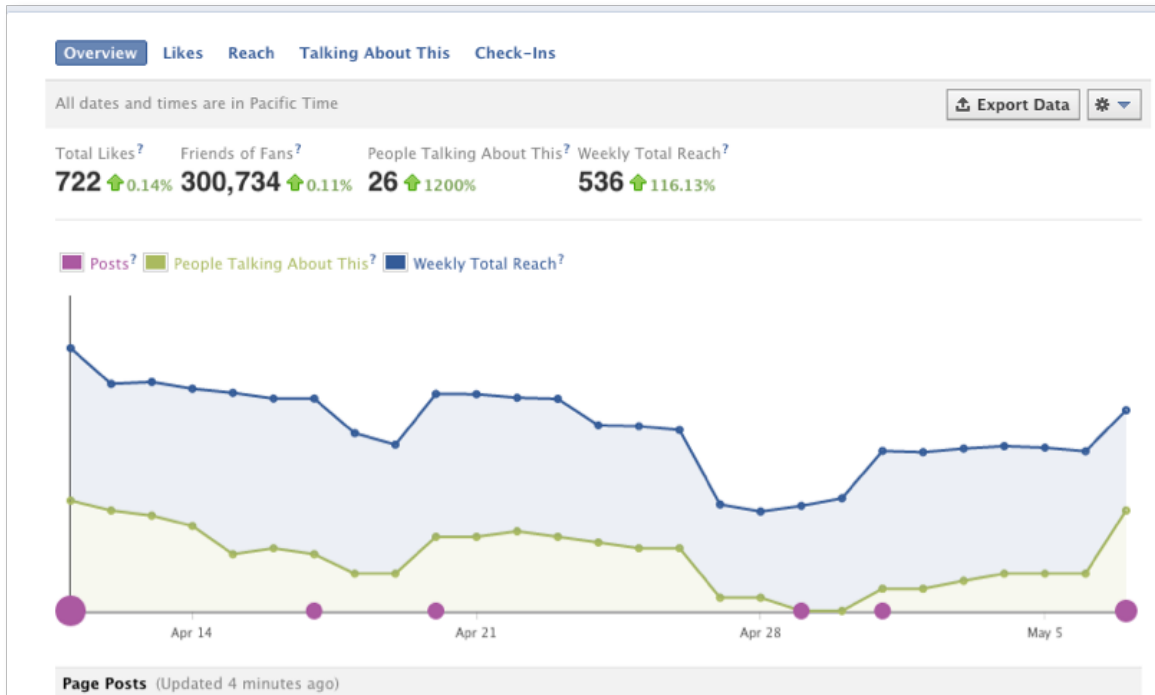 Overview Likes Reach Talking About This Check-Ins
All dates and times are in Pacific Time Export Data
Total Likes? Friends of Fans? People Talking About This? Weekly Total Reach?
722 0.14% 300,734 0.11% 26 1200% 536 116.13%
Posts? People Talking About This? Weekly Total Reach?
Apr 14 Apr 21 Apr 28 May 5
Page Posts (Updated 4 minutes ago)